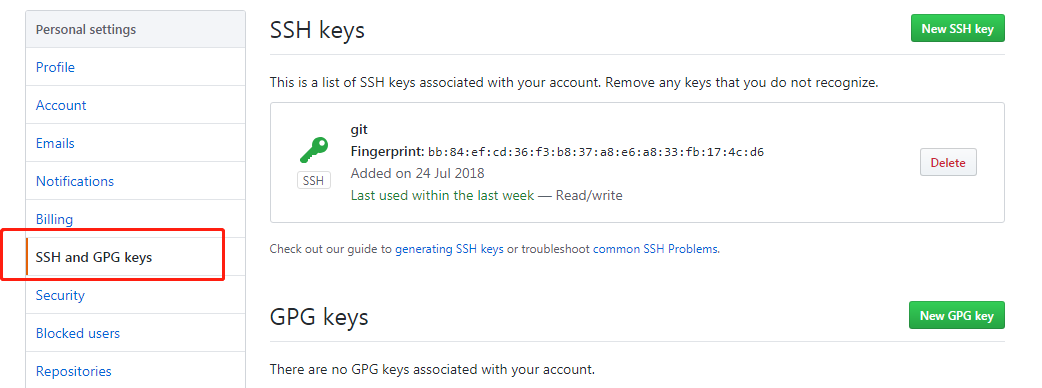 Personal settings
Profile
Account
Emails
Notifications
Billing
SSH and GPG keys
Security
Blocked users
Repositories
SSH keys
New SSH key
This is a list of SSH keys associated with your account. Remove any keys that you do not recognize.
git
Fingerprint: bb:84:ef:cd:36:f3:b8:37:a8:e6:a8:33:fb:17:4c:d6
SSH
Added on 24 Jul 2018
Last used within the last week — Read/write
Delete
Check out our guide to generating SSH keys or troubleshoot common SSH Problems.
GPG keys
New GPG key
There are no GPG keys associated with your account.